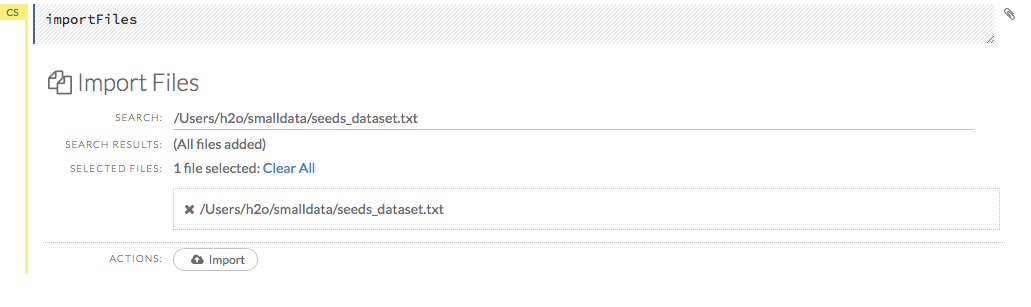 CS
importFiles
Import Files
SEARCH: /Users/h2o/smalldata/seeds_dataset.txt
SEARCH RESULTS: (All files added)
SELECTED FILES: 1 file selected: Clear All
/Users/h2o/smalldata/seeds_dataset.txt
ACTIONS: Import